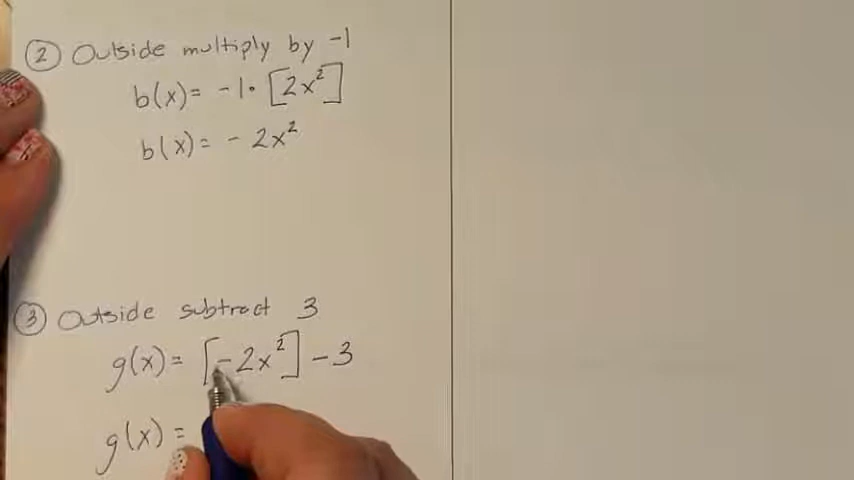 ② Outside multiply by -1
b(x) = -1 · [2x²]
b(x) = - 2x²
③ Outside subtract 3
g(x) = [-2x²] - 3
g(x) =